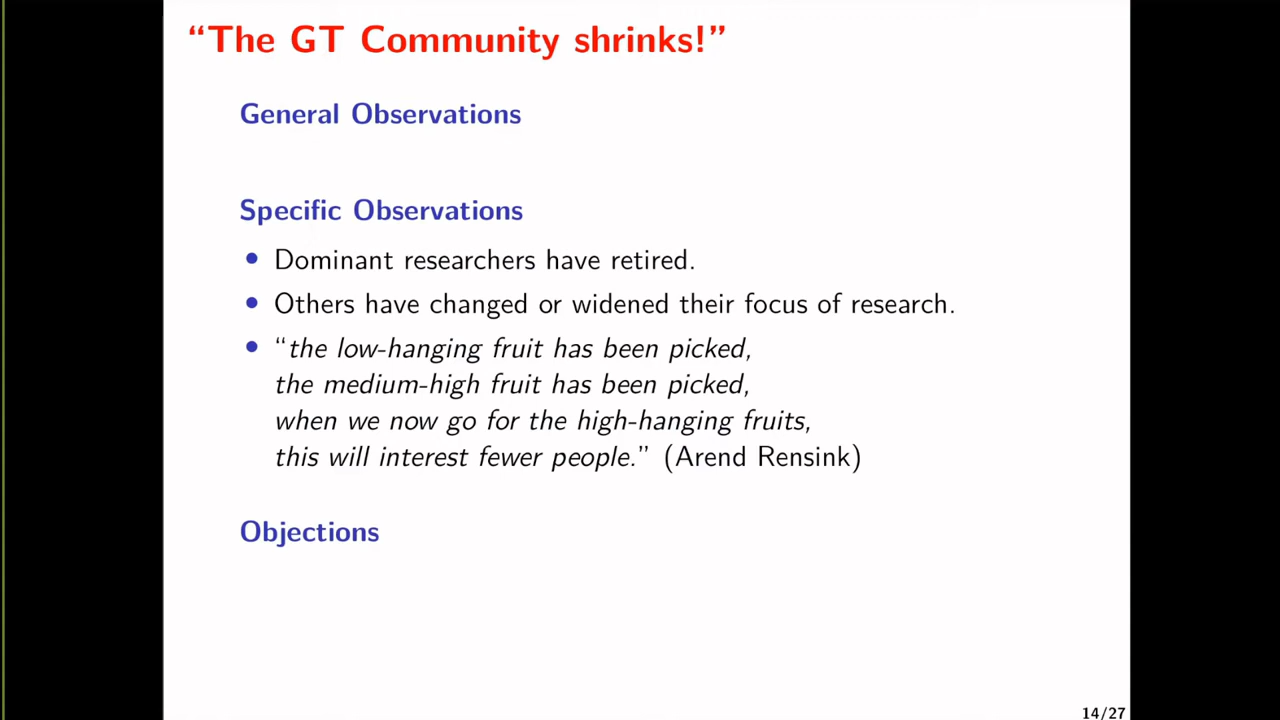 “The GT Community shrinks!”
General Observations
Specific Observations
• Dominant researchers have retired.
• Others have changed or widened their focus of research.
• “the low-hanging fruit has been picked,
the medium-high fruit has been picked,
when we now go for the high-hanging fruits,
this will interest fewer people.” (Arend Rensink)
Objections
14/27